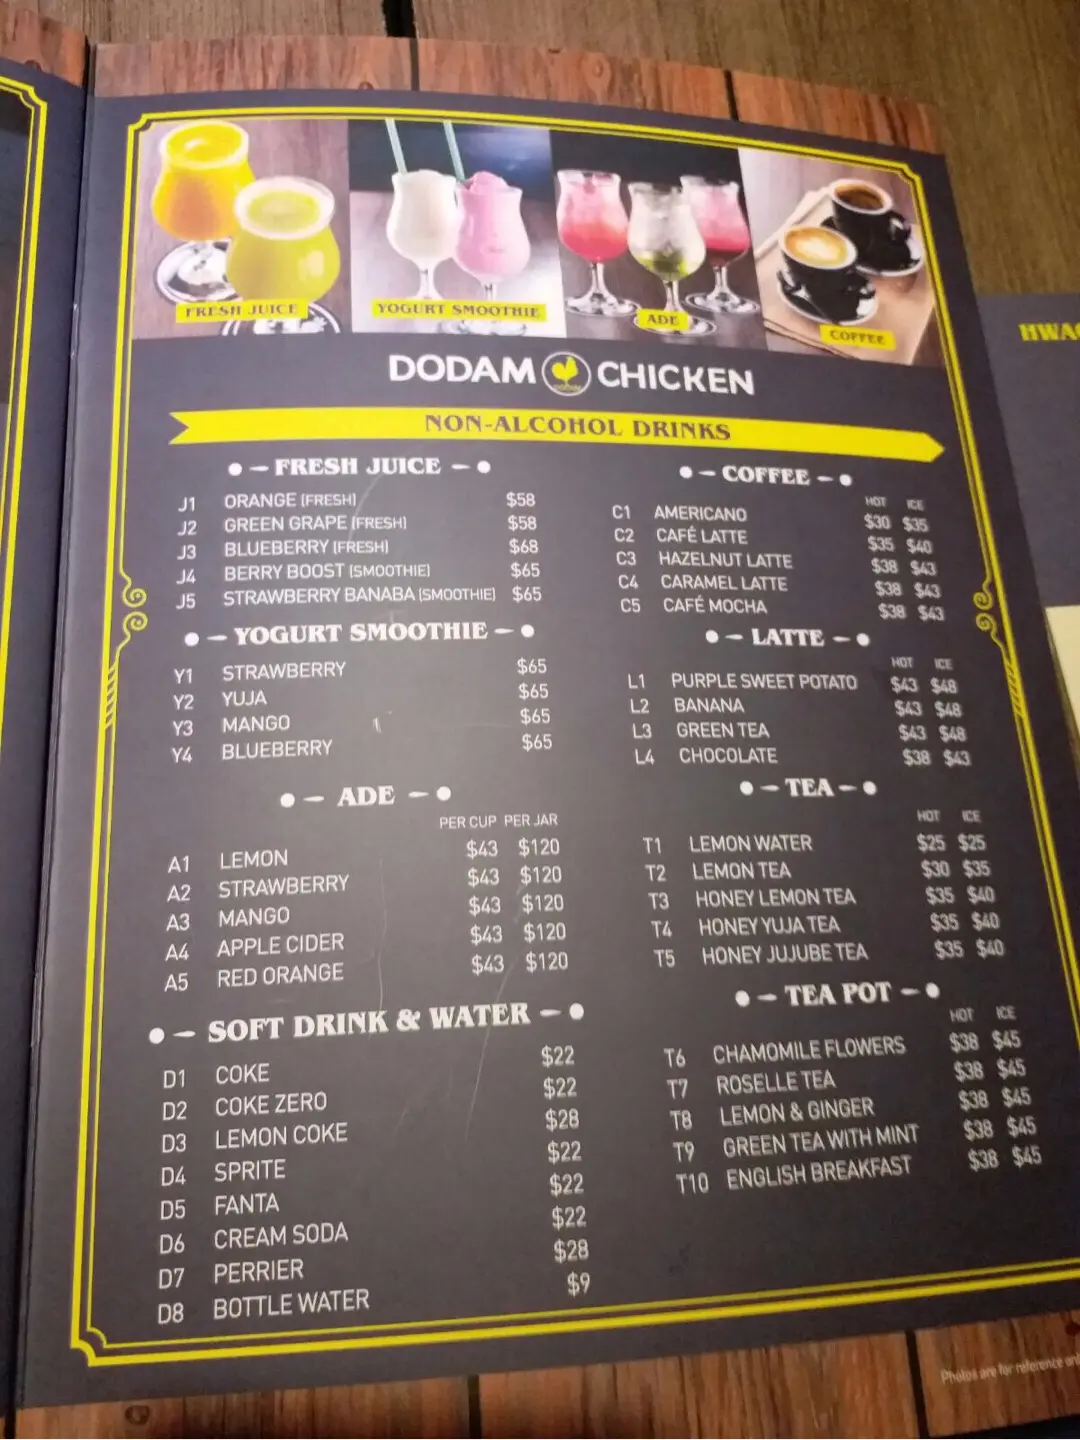 FRESH JUICE
YOGURT SMOOTHIE
ADE
COFFEE
DODAM CHICKEN
NON-ALCOHOL DRINKS
FRESH JUICE
J1 ORANGE (FRESH) $58
J2 GREEN GRAPE (FRESH) $58
J3 BLUEBERRY (FRESH) $68
J4 BERRY BOOST (SMOOTHIE) $65
J5 STRAWBERRY BANABA (SMOOTHIE) $65
YOGURT SMOOTHIE
Y1 STRAWBERRY $65
Y2 YUJA $65
Y3 MANGO $65
Y4 BLUEBERRY $65
ADE
PER CUP PER JAR
A1 LEMON $43 $120
A2 STRAWBERRY $43 $120
A3 MANGO $43 $120
A4 APPLE CIDER $43 $120
A5 RED ORANGE $43 $120
SOFT DRINK & WATER
D1 COKE $22
D2 COKE ZERO $22
D3 LEMON COKE $28
D4 SPRITE $22
D5 FANTA $22
D6 CREAM SODA $22
D7 PERRIER $28
D8 BOTTLE WATER $9
COFFEE
HOT ICE
C1 AMERICANO $30 $35
C2 CAFÉ LATTE $35 $40
C3 HAZELNUT LATTE $38 $43
C4 CARAMEL LATTE $38 $43
C5 CAFÉ MOCHA $38 $43
LATTE
HOT ICE
L1 PURPLE SWEET POTATO $43 $48
L2 BANANA $43 $48
L3 GREEN TEA $43 $48
L4 CHOCOLATE $38 $43
TEA
HOT ICE
T1 LEMON WATER $25 $25
T2 LEMON TEA $30 $35
T3 HONEY LEMON TEA $35 $40
T4 HONEY YUJA TEA $35 $40
T5 HONEY JUJUBE TEA $35 $40
TEA POT
HOT ICE
T6 CHAMOMILE FLOWERS $38 $45
T7 ROSELLE TEA $38 $45
T8 LEMON & GINGER $38 $45
T9 GREEN TEA WITH MINT $38 $45
T10 ENGLISH BREAKFAST $38 $45
Photos are for reference